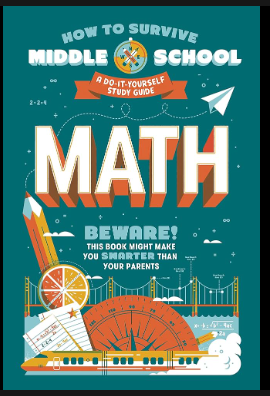 HOW TO SURVIVE
MIDDLE SCHOOL
A DO-IT-YOURSELF
STUDY GUIDE
MATH
BEWARE!
THIS BOOK MIGHT MAKE
YOU SMARTER THAN
YOUR PARENTS